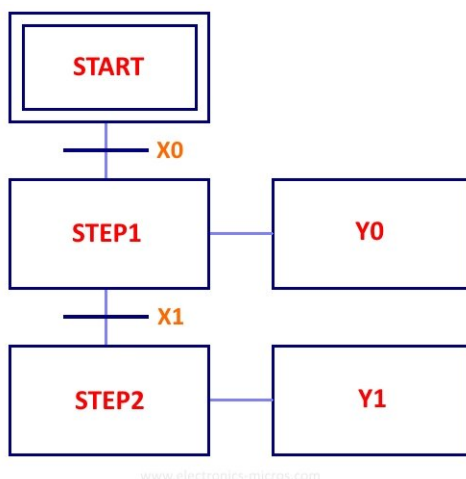 START
X0
STEP1
Y0
X1
STEP2
Y1
www.electronics-micros.com